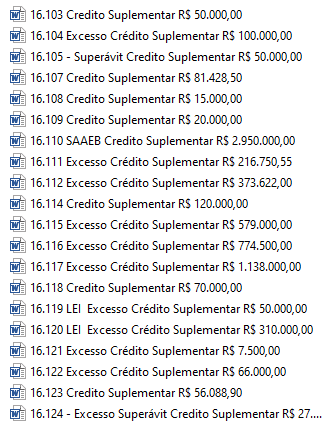 16.103 Credito Suplementar R$ 50.000,00
16.104 Excesso Crédito Suplementar R$ 100.000,00
16.105 - Superávit Credito Suplementar R$ 50.000,00
16.107 Credito Suplementar R$ 81.428,50
16.108 Credito Suplementar R$ 15.000,00
16.109 Credito Suplementar R$ 20.000,00
16.110 SAAEB Credito Suplementar R$ 2.950.000,00
16.111 Excesso Crédito Suplementar R$ 216.750,55
16.112 Excesso Crédito Suplementar R$ 373.622,00
16.114 Credito Suplementar R$ 120.000,00
16.115 Excesso Crédito Suplementar R$ 579.000,00
16.116 Excesso Crédito Suplementar R$ 774.500,00
16.117 Excesso Crédito Suplementar R$ 1.138.000,00
16.118 Credito Suplementar R$ 70.000,00
16.119 LEI  Excesso Crédito Suplementar R$ 50.000,00
16.120 LEI  Excesso Crédito Suplementar R$ 310.000,00
16.121 Excesso Crédito Suplementar R$ 7.500,00
16.122 Excesso Crédito Suplementar R$ 66.000,00
16.123 Credito Suplementar R$ 56.088,90
16.124 - Excesso Superávit Credito Suplementar R$ 27....